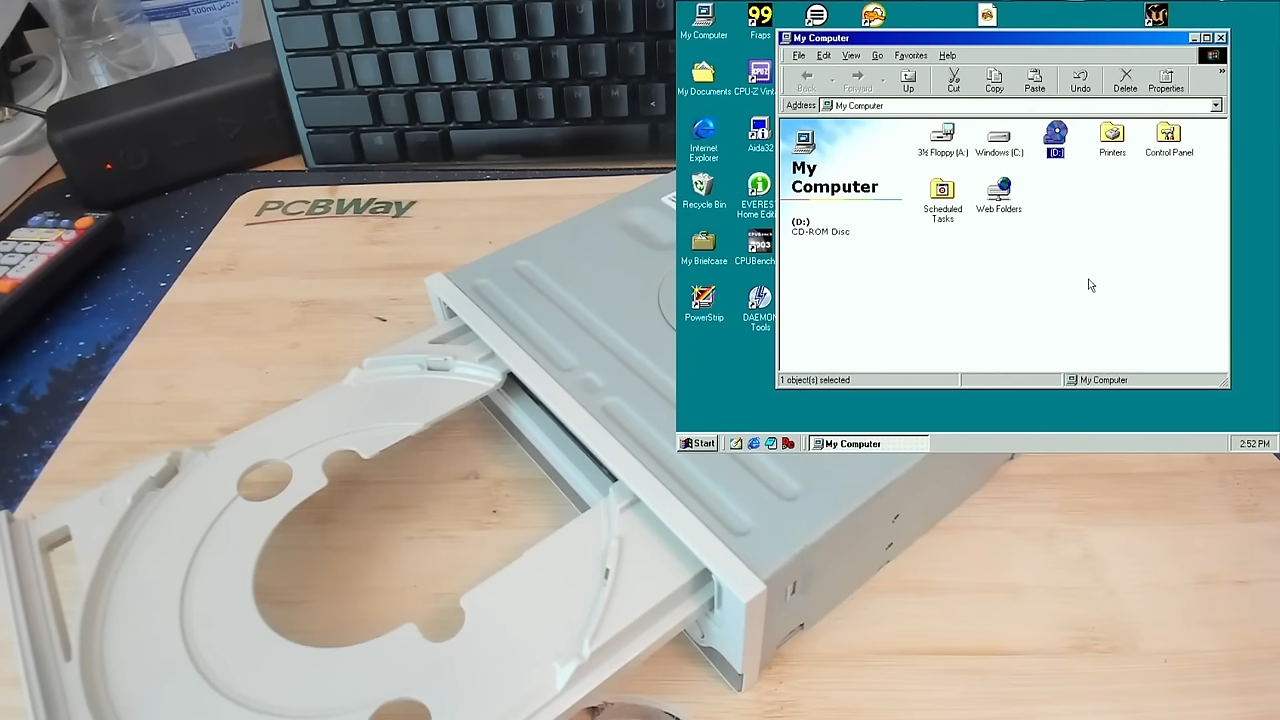 500ml
PCBWay
My Computer
Fraps
My Documents
CPU-Z Vint
Internet
Explorer
Aida32
Recycle Bin
EVERES
Home Edit
My Briefcase
CPUBench
PowerStrip
DAEMON
Tools
My Computer
File Edit View Go Favorites Help
Back Forward Up Cut Copy Paste Undo Delete Properties
Address My Computer
My
Computer
(D:)
CD-ROM Disc
3½ Floppy (A:) Windows (C:) (D:) Printers Control Panel
Scheduled
Tasks
Web Folders
1 object(s) selected
My Computer
Start
My Computer
2:52 PM